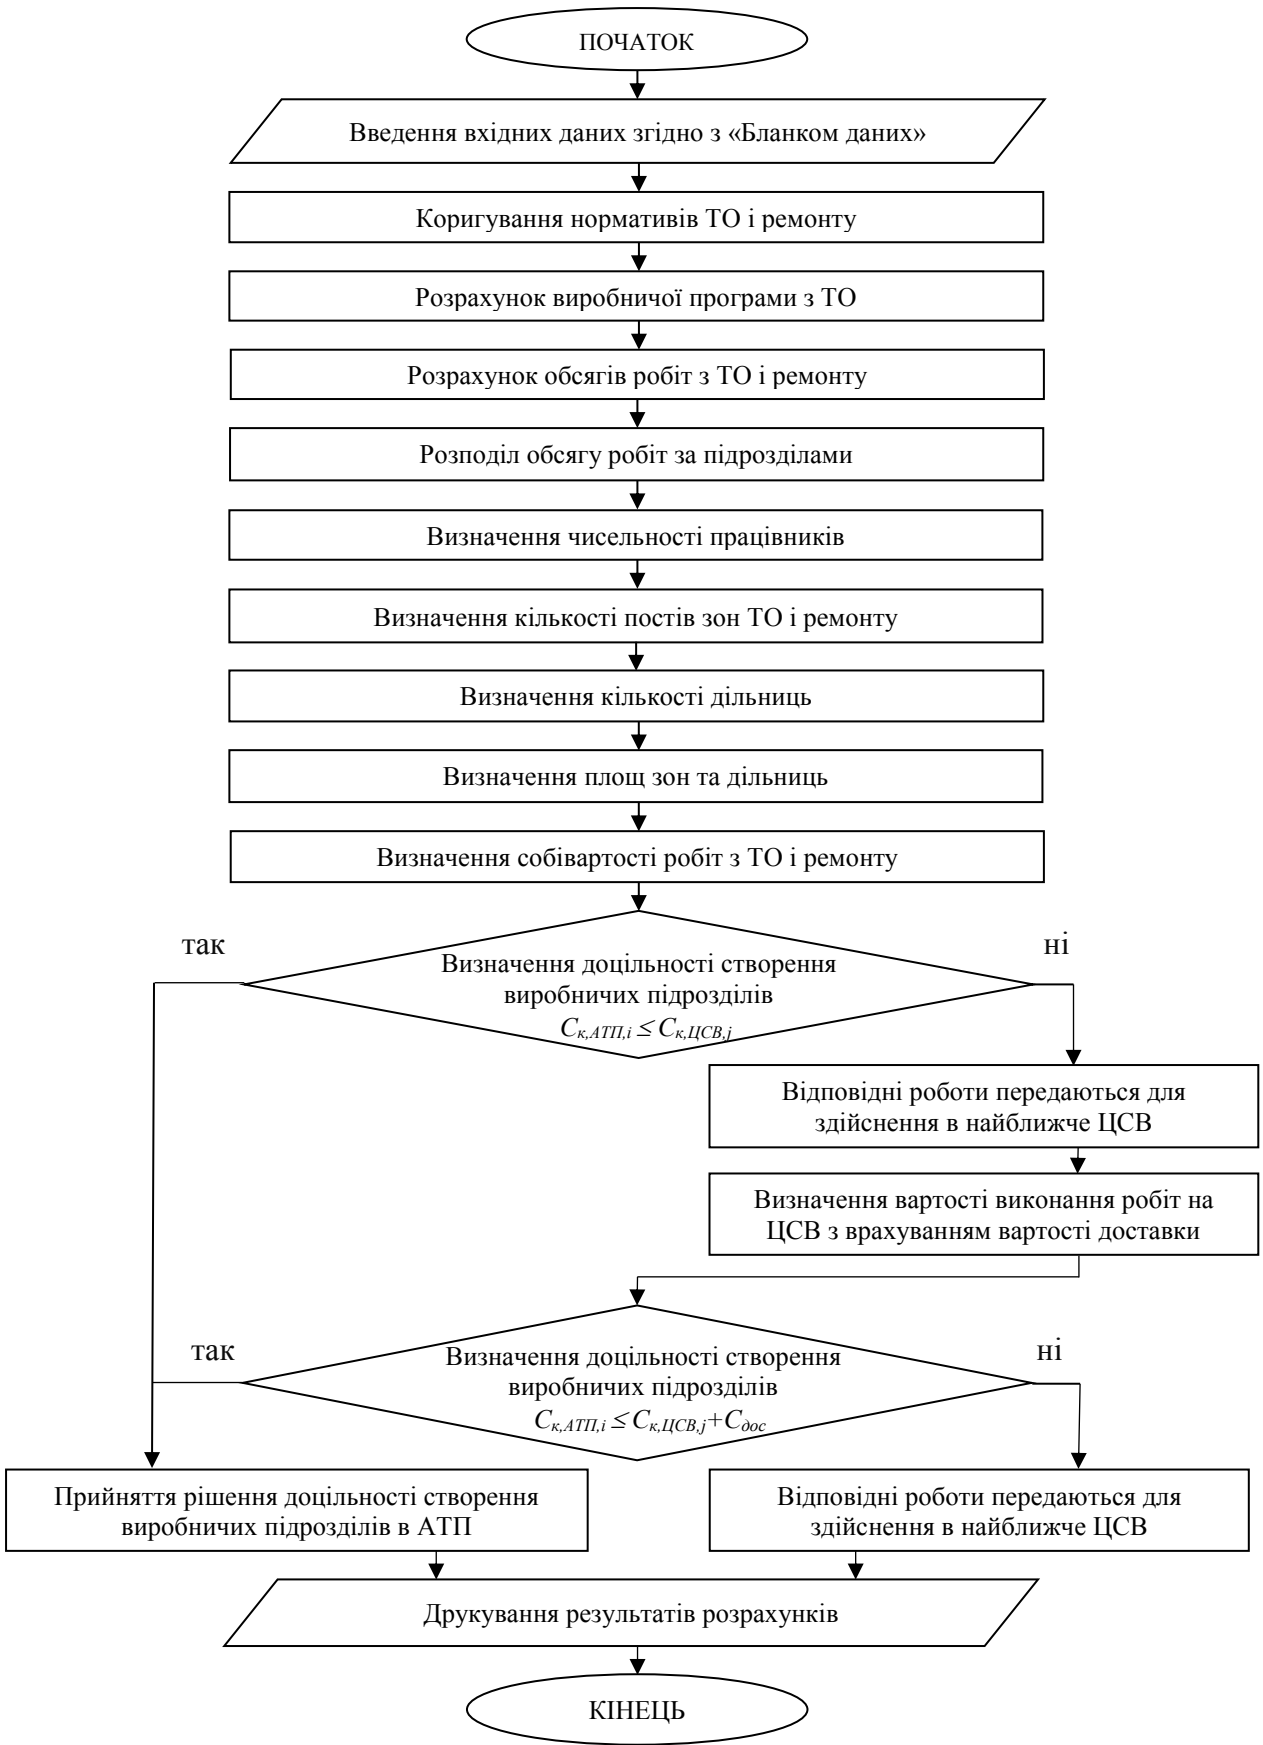 ПОЧАТОК
Введення вхідних даних згідно з «Бланком даних»
Коригування нормативів ТО і ремонту
Розрахунок виробничої програми з ТО
Розрахунок обсягів робіт з ТО і ремонту
Розподіл обсягу робіт за підрозділами
Визначення чисельності працівників
Визначення кількості постів зон ТО і ремонту
Визначення кількості дільниць
Визначення площ зон та дільниць
Визначення собівартості робіт з ТО і ремонту
так
ні
Визначення доцільності створення
виробничих підрозділів
Cк,АТП,i ≤ Cк,ЦСВ,j
Відповідні роботи передаються для
здійснення в найближче ЦСВ
Визначення вартості виконання робіт на
ЦСВ з врахуванням вартості доставки
так
ні
Визначення доцільності створення
виробничих підрозділів
Cк,АТП,i ≤ Cк,ЦСВ,j+Cдос
Прийняття рішення доцільності створення
виробничих підрозділів в АТП
Відповідні роботи передаються для
здійснення в найближче ЦСВ
Друкування результатів розрахунків
КІНЕЦЬ